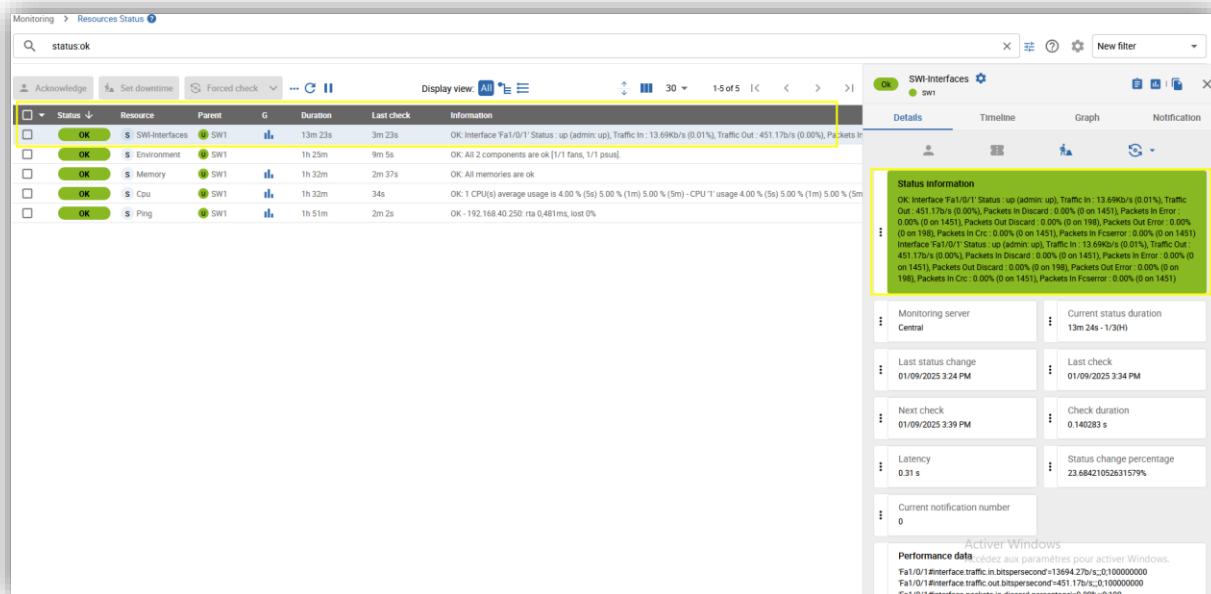 Monitoring > Resources Status
status:ok
New filter
Acknowledge Set downtime Forced check Display view: All 30 1-5 of 5
Status Resource Parent G Duration Last check Information
OK S SWI-Interfaces U SW1 13m 23s 3m 23s OK: Interface 'Fa1/0/1' Status : up (admin: up), Traffic In : 13.69Kb/s (0.01%), Traffic Out : 451.17b/s (0.00%), Packets In
OK S Environment U SW1 1h 25m 9m 5s OK: All 2 components are ok [1/1 fans, 1/1 psus].
OK S Memory U SW1 1h 32m 2m 37s OK: All memories are ok
OK S Cpu U SW1 1h 32m 34s OK: 1 CPU(s) average usage is 4.00 % (5s) 5.00 % (1m) 5.00 % (5m) - CPU '1' usage 4.00 % (5s) 5.00 % (1m) 5.00 % (5m
OK S Ping U SW1 1h 51m 2m 2s OK - 192.168.40.250: rta 0,481ms, lost 0%
Ok SWI-Interfaces
SW1
Details Timeline Graph Notification
Status information
OK: Interface 'Fa1/0/1' Status : up (admin: up), Traffic In : 13.69Kb/s (0.01%), Traffic
Out : 451.17b/s (0.00%), Packets In Discard : 0.00% (0 on 1451), Packets In Error :
0.00% (0 on 1451), Packets Out Discard : 0.00% (0 on 198), Packets Out Error : 0.00%
(0 on 198), Packets In Crc : 0.00% (0 on 1451), Packets In Fcserror : 0.00% (0 on 1451)
Interface 'Fa1/0/1' Status : up (admin: up), Traffic In : 13.69Kb/s (0.01%), Traffic Out :
451.17b/s (0.00%), Packets In Discard : 0.00% (0 on 1451), Packets In Error : 0.00% (0
on 1451), Packets Out Discard : 0.00% (0 on 198), Packets Out Error : 0.00% (0 on
198), Packets In Crc : 0.00% (0 on 1451), Packets In Fcserror : 0.00% (0 on 1451)
Monitoring server
Central
Current status duration
13m 24s - 1/3(H)
Last status change
01/09/2025 3:24 PM
Last check
01/09/2025 3:34 PM
Next check
01/09/2025 3:39 PM
Check duration
0.140283 s
Latency
0.31 s
Status change percentage
23.68421052631579%
Current notification number
0
Activer Windows
Accédez aux paramètres pour activer Windows.
Performance data
'Fa1/0/1#interface.traffic.in.bitspersecond'=13694.27b/s;;;0;100000000
'Fa1/0/1#interface.traffic.out.bitspersecond'=451.17b/s;;;0;100000000